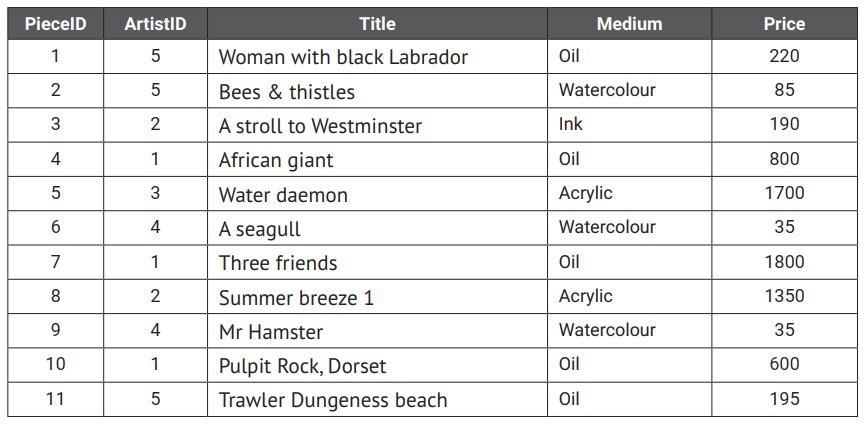 PieceID ArtistID Title Medium Price
1 5 Woman with black Labrador Oil 220
2 5 Bees & thistles Watercolour 85
3 2 A stroll to Westminster Ink 190
4 1 African giant Oil 800
5 3 Water daemon Acrylic 1700
6 4 A seagull Watercolour 35
7 1 Three friends Oil 1800
8 2 Summer breeze 1 Acrylic 1350
9 4 Mr Hamster Watercolour 35
10 1 Pulpit Rock, Dorset Oil 600
11 5 Trawler Dungeness beach Oil 195